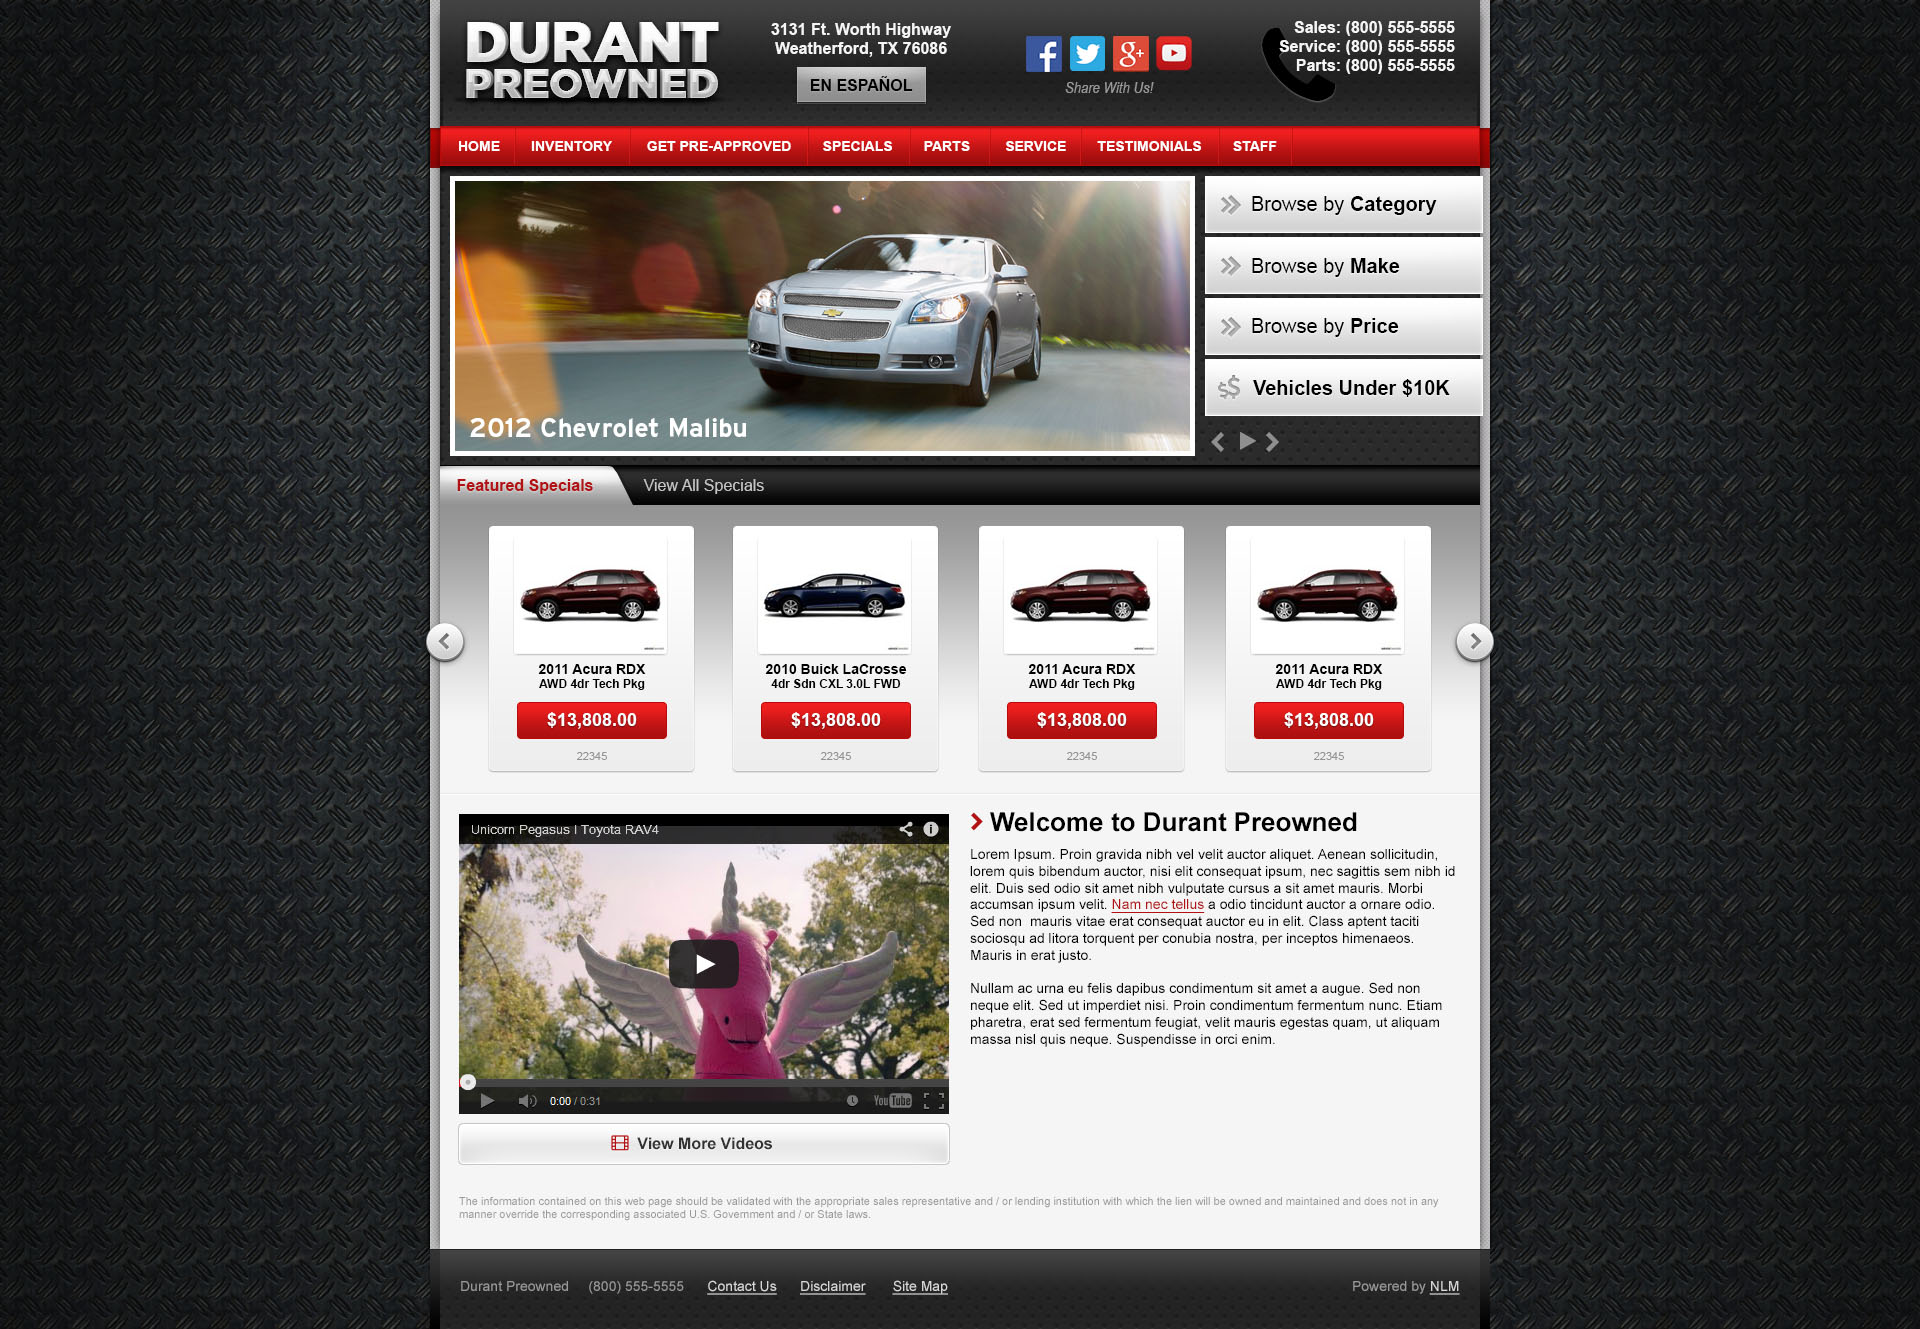 DURANT
PREOWNED
3131 Ft. Worth Highway
Weatherford, TX 76086
EN ESPAÑOL
Share With Us!
Sales: (800) 555-5555
Service: (800) 555-5555
Parts: (800) 555-5555
HOME INVENTORY GET PRE-APPROVED SPECIALS PARTS SERVICE TESTIMONIALS STAFF
2012 Chevrolet Malibu
Browse by Category
Browse by Make
Browse by Price
Vehicles Under $10K
Featured Specials View All Specials
2011 Acura RDX
AWD 4dr Tech Pkg
$13,808.00
22345
2010 Buick LaCrosse
4dr Sdn CXL 3.0L FWD
$13,808.00
22345
2011 Acura RDX
AWD 4dr Tech Pkg
$13,808.00
22345
2011 Acura RDX
AWD 4dr Tech Pkg
$13,808.00
22345
Unicorn Pegasus I Toyota RAV4
0:00 / 0:31
YouTube
View More Videos
Welcome to Durant Preowned
Lorem Ipsum. Proin gravida nibh vel velit auctor aliquet. Aenean sollicitudin,
lorem quis bibendum auctor, nisi elit consequat ipsum, nec sagittis sem nibh id
elit. Duis sed odio sit amet nibh vulputate cursus a sit amet mauris. Morbi
accumsan ipsum velit. Nam nec tellus a odio tincidunt auctor a ornare odio.
Sed non  mauris vitae erat consequat auctor eu in elit. Class aptent taciti
sociosqu ad litora torquent per conubia nostra, per inceptos himenaeos.
Mauris in erat justo.
Nullam ac urna eu felis dapibus condimentum sit amet a augue. Sed non
neque elit. Sed ut imperdiet nisi. Proin condimentum fermentum nunc. Etiam
pharetra, erat sed fermentum feugiat, velit mauris egestas quam, ut aliquam
massa nisl quis neque. Suspendisse in orci enim.
The information contained on this web page should be validated with the appropriate sales representative and / or lending institution with which the lien will be owned and maintained and does not in any
manner override the corresponding associated U.S. Government and / or State laws.
Durant Preowned (800) 555-5555 Contact Us Disclaimer Site Map Powered by NLM